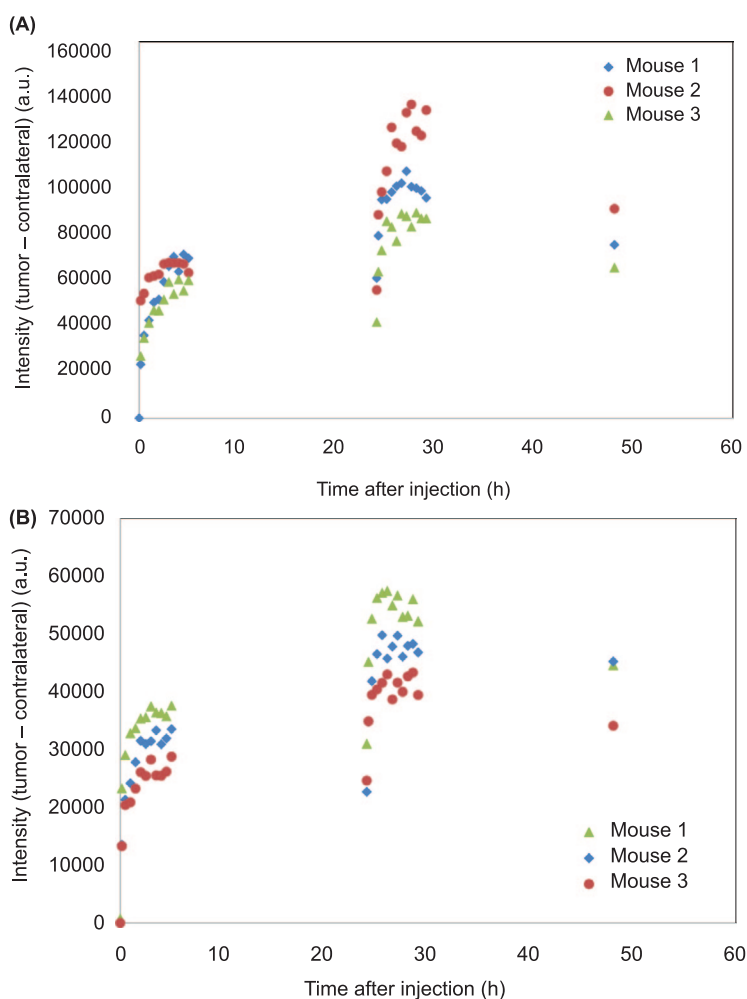 (A)
160000
140000
120000
100000
80000
60000
40000
20000
0
Intensity (tumor – contralateral) (a.u.)
Mouse 1
Mouse 2
Mouse 3
0 10 20 30 40 50 60
Time after injection (h)
(B)
70000
60000
50000
40000
30000
20000
10000
0
Intensity (tumor – contralateral) (a.u.)
Mouse 1
Mouse 2
Mouse 3
0 10 20 30 40 50 60
Time after injection (h)